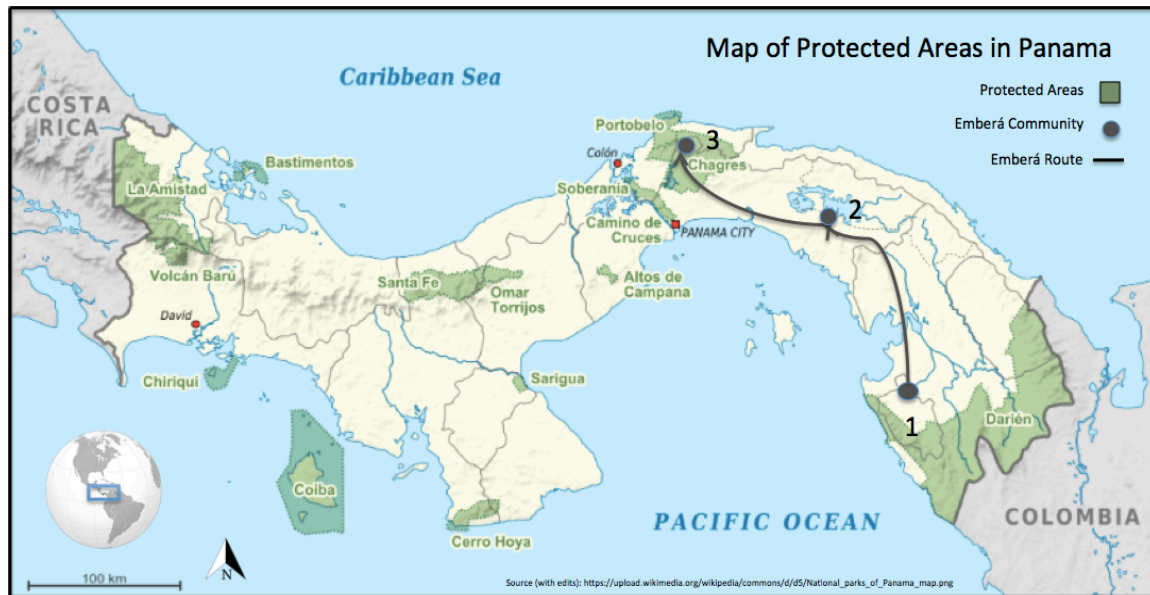 Map of Protected Areas in Panama
Protected Areas
Emberá Community
Emberá Route
Caribbean Sea
COSTA
RICA
Portobelo
3
Colón
Chagres
Bastimentos
La Amistad
Soberanía
2
Camino de
Cruces
PANAMA CITY
Volcán Barú
Santa Fe
Omar
Torrijos
Altos de
Campana
David
Chiriquí
Sarigua
1
Darién
Coiba
PACIFIC OCEAN
COLOMBIA
Cerro Hoya
N
100 km
Source (with edits): https://upload.wikimedia.org/wikipedia/commons/d/d5/National_parks_of_Panama_map.png